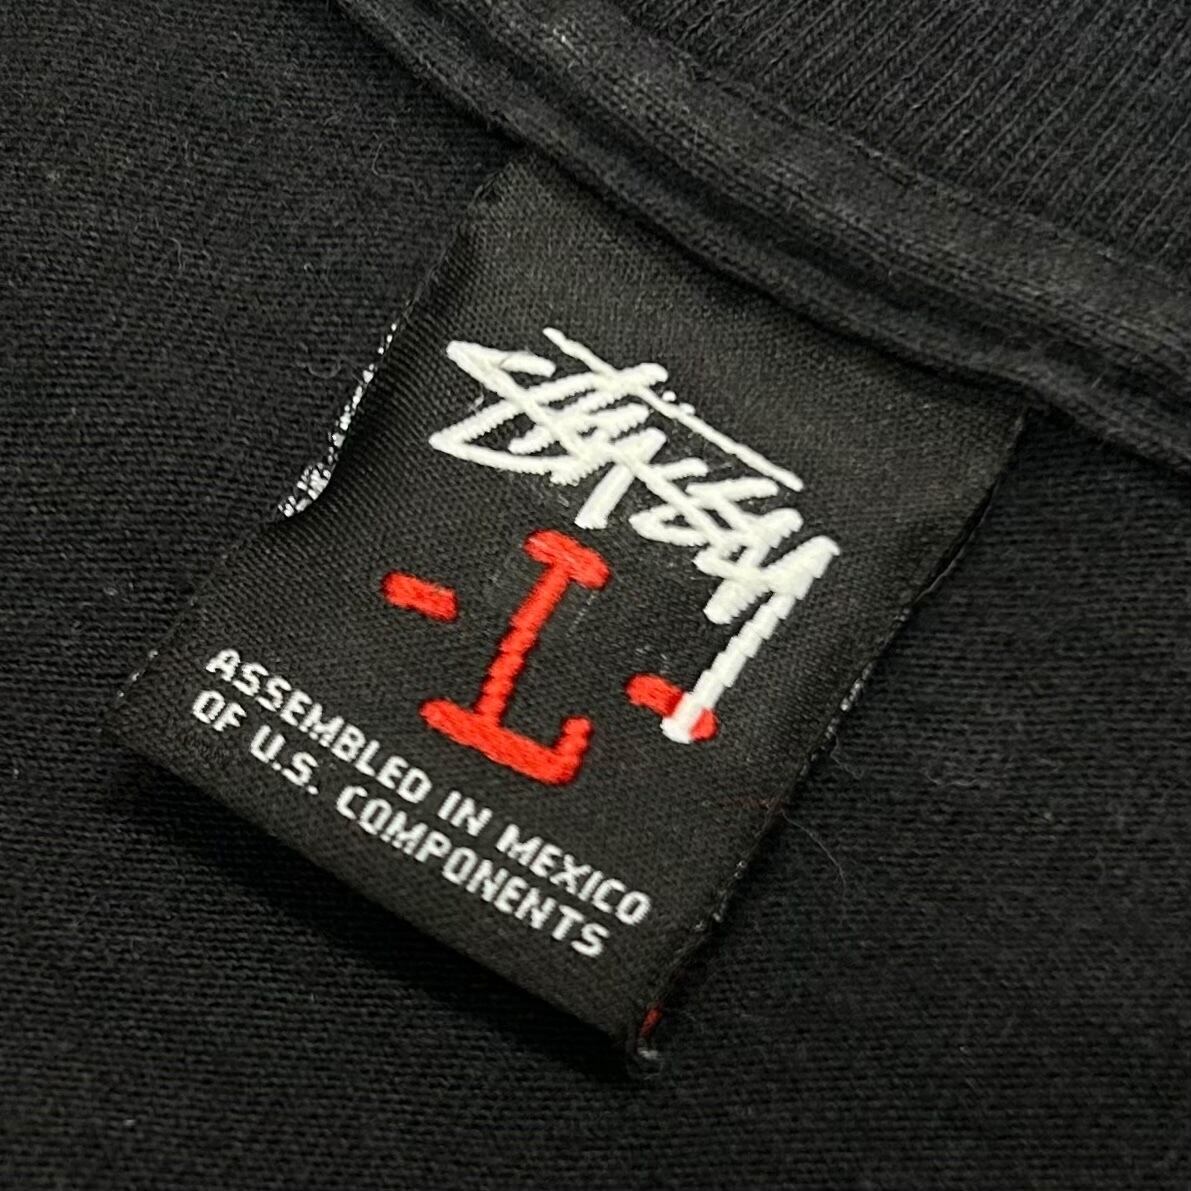 STÜSSY
- L -
ASSEMBLED IN MEXICO
OF U.S. COMPONENTS